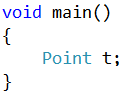 void main()
{
    Point t;
}